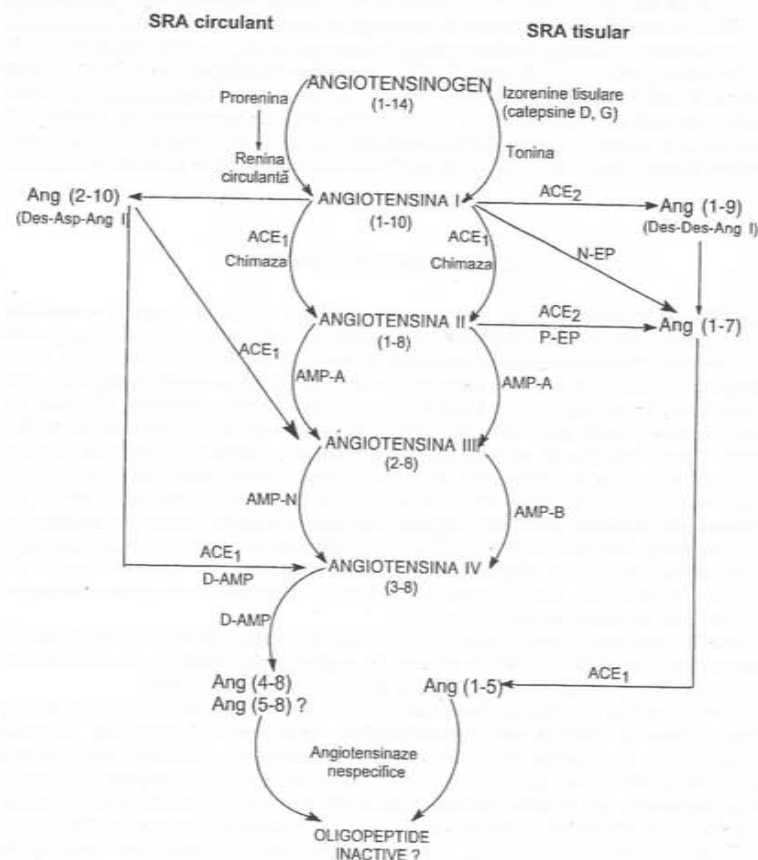 SRA circulant
SRA tisular
ANGIOTENSINOGEN
(1-14)
Prorenina
Renina
circulantă
Izorenine tisulare
(catepsine D, G)
Tonina
Ang (2-10)
(Des-Asp-Ang I)
ANGIOTENSINA I
(1-10)
ACE2
Ang (1-9)
(Des-Des-Ang I)
ACE1
Chimaza
ACE1
Chimaza
N-EP
ANGIOTENSINA II
(1-8)
ACE2
P-EP
Ang (1-7)
ACE1
AMP-A
AMP-A
ANGIOTENSINA III
(2-8)
AMP-N
AMP-B
ACE1
D-AMP
ANGIOTENSINA IV
(3-8)
D-AMP
Ang (4-8)
Ang (5-8) ?
Ang (1-5)
ACE1
Angiotensinaze
nespecifice
OLIGOPEPTIDE
INACTIVE ?